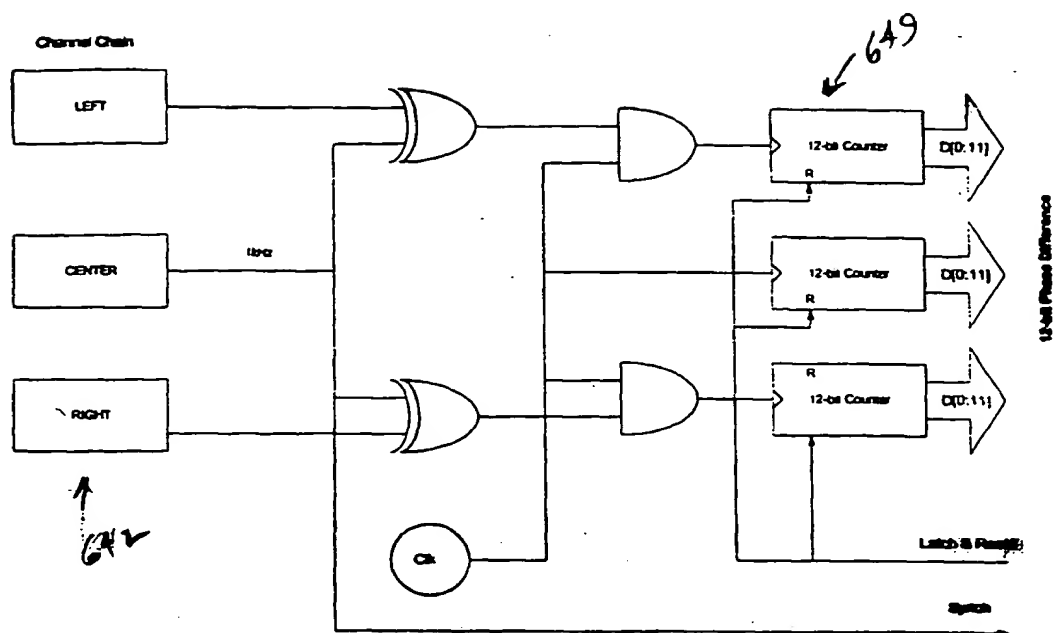 Channel Chain
649
LEFT
12-bit Counter
D[0:11]
R
CENTER
1kHz
12-bit Counter
D[0:11]
R
12-bit Phase Difference
RIGHT
R
12-bit Counter
D[0:11]
642
Clk
Latch & Reset
Synch